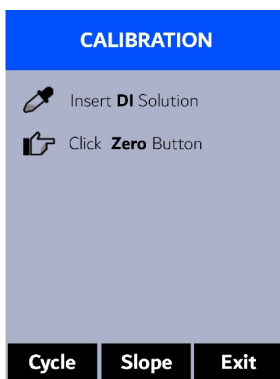 CALIBRATION
Insert DI Solution
Click Zero Button
Cycle Slope Exit